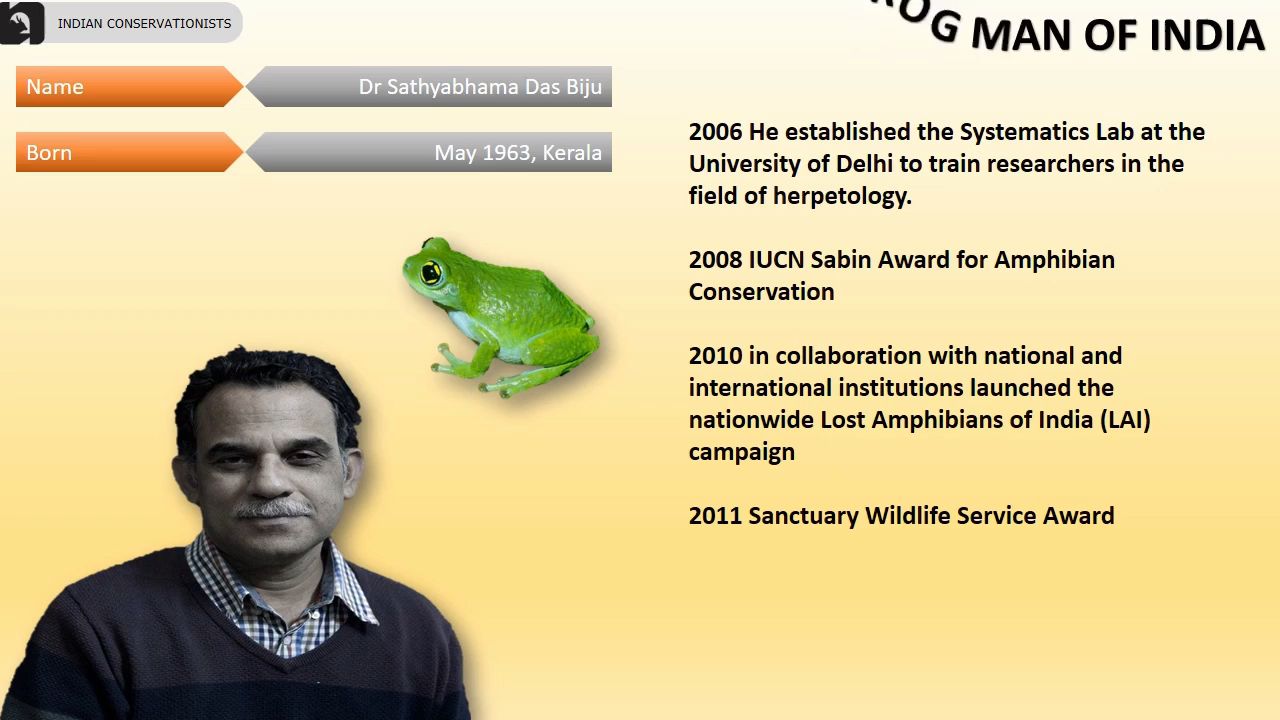 INDIAN CONSERVATIONISTS
ROG MAN OF INDIA
Name
Dr Sathyabhama Das Biju
Born
May 1963, Kerala
2006 He established the Systematics Lab at the
University of Delhi to train researchers in the
field of herpetology.
2008 IUCN Sabin Award for Amphibian
Conservation
2010 in collaboration with national and
international institutions launched the
nationwide Lost Amphibians of India (LAI)
campaign
2011 Sanctuary Wildlife Service Award